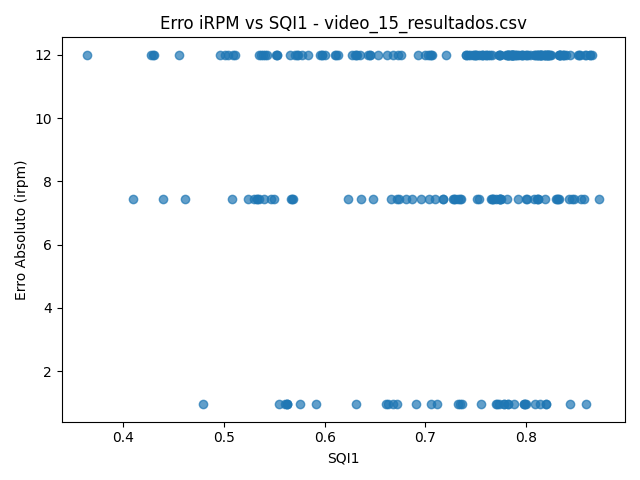 Erro iRPM vs SQI1 - video_15_resultados.csv
Erro Absoluto (irpm)
12
10
8
6
4
2
0.4 0.5 0.6 0.7 0.8
SQI1